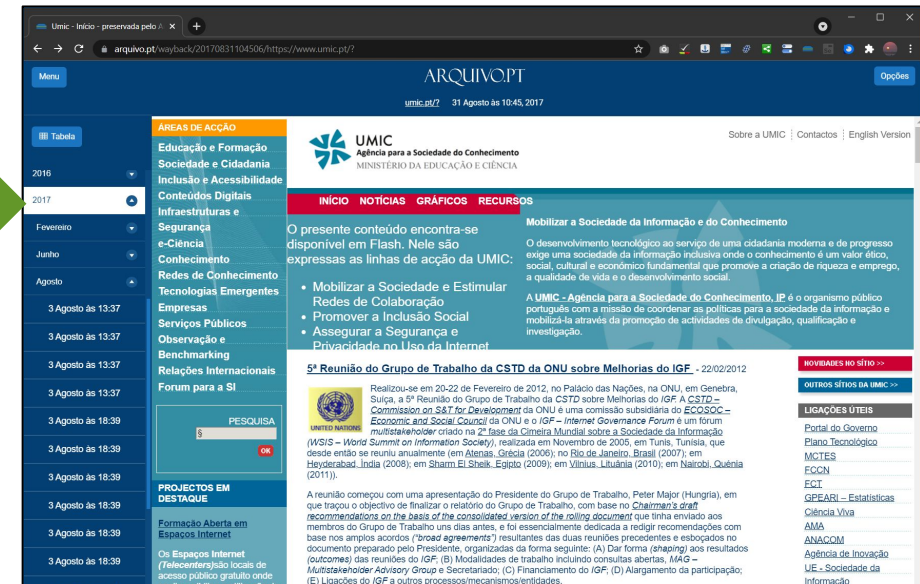 Umic - Início - preservada pelo A
arquivo.pt/wayback/20170831104506/https://www.umic.pt/?
Menu
ARQUIVO.PT
Opções
umic.pt/? 31 Agosto às 10:45, 2017
Tabela
2016
2017
Fevereiro
Junho
Agosto
3 Agosto às 13:37
3 Agosto às 13:37
3 Agosto às 13:37
3 Agosto às 13:37
3 Agosto às 18:39
3 Agosto às 18:39
3 Agosto às 18:39
3 Agosto às 18:39
3 Agosto às 18:39
3 Agosto às 18:39
ÁREAS DE ACÇÃO
Educação e Formação
Sociedade e Cidadania
Inclusão e Acessibilidade
Conteúdos Digitais
Infraestruturas e
Segurança
e-Ciência
Conhecimento
Redes de Conhecimento
Tecnologias Emergentes
Empresas
Serviços Públicos
Observação e
Benchmarking
Relações Internacionais
Forum para a SI
PESQUISA
§
OK
PROJECTOS EM
DESTAQUE
Formação Aberta em
Espaços Internet
Os Espaços Internet
(Telecenters)são locais de
acesso público gratuito onde
UMIC
Agência para a Sociedade do Conhecimento
MINISTÉRIO DA EDUCAÇÃO E CIÊNCIA
Sobre a UMIC Contactos English Version
INÍCIO NOTÍCIAS GRÁFICOS RECURSOS
O presente conteúdo encontra-se
disponível em Flash. Nele são
expressas as linhas de acção da UMIC:
• Mobilizar a Sociedade e Estimular
Redes de Colaboração
• Promover a Inclusão Social
• Assegurar a Segurança e
Privacidade no Uso da Internet
Mobilizar a Sociedade da Informação e do Conhecimento
O desenvolvimento tecnológico ao serviço de uma cidadania moderna e de progresso
exige uma sociedade da informação inclusiva onde o conhecimento é um valor ético,
social, cultural e económico fundamental que promove a criação de riqueza e emprego,
a qualidade de vida e o desenvolvimento social.
A UMIC - Agência para a Sociedade do Conhecimento, IP é o organismo público
português com a missão de coordenar as políticas para a sociedade da informação e
mobilizá-la através da promoção de actividades de divulgação, qualificação e
investigação.
5ª Reunião do Grupo de Trabalho da CSTD da ONU sobre Melhorias do IGF - 22/02/2012
UNITED NATIONS
Realizou-se em 20-22 de Fevereiro de 2012, no Palácio das Nações, na ONU, em Genebra,
Suíça, a 5ª Reunião do Grupo de Trabalho da CSTD sobre Melhorias do IGF. A CSTD –
Commission on S&T for Development da ONU é uma comissão subsidiária do ECOSOC –
Economic and Social Council da ONU e o IGF – Internet Governance Forum é um fórum
multistakeholder criado na 2ª fase da Cimeira Mundial sobre a Sociedade da Informação
(WSIS – World Summit on Information Society), realizada em Novembro de 2005, em Tunis, Tunísia, que
desde então se reuniu anualmente (em Atenas, Grécia (2006); no Rio de Janeiro, Brasil (2007); em
Heyderabad, Índia (2008); em Sharm El Sheik, Egipto (2009); em Vilnius, Lituânia (2010); em Nairobi, Quénia
(2011)).
A reunião começou com uma apresentação do Presidente do Grupo de Trabalho, Peter Major (Hungria), em
que traçou o objectivo de finalizar o relatório do Grupo de Trabalho, com base no Chairman's draft
recommendations on the basis of the consolidated version of the rolling document que tinha enviado aos
membros do Grupo de Trabalho uns dias antes, e foi essencialmente dedicada a redigir recomendações com
base nos amplos acordos ("broad agreements") resultantes das duas reuniões precedentes e esboçados no
documento preparado pelo Presidente, organizadas da forma seguinte: (A) Dar forma (shaping) aos resultados
(outcomes) das reuniões do IGF; (B) Modalidades de trabalho incluindo consultas abertas, MAG –
Multistakeholder Advisory Group e Secretariado; (C) Financiamento do IGF; (D) Alargamento da participação;
(E) Ligações do IGF a outros processos/mecanismos/entidades.
NOVIDADES NO SÍTIO >>
OUTROS SÍTIOS DA UMIC >>
LIGAÇÕES ÚTEIS
Portal do Governo
Plano Tecnológico
MCTES
FCCN
FCT
GPEARI – Estatísticas
Ciência Viva
AMA
ANACOM
Agência de Inovação
UE - Sociedade da
Informação